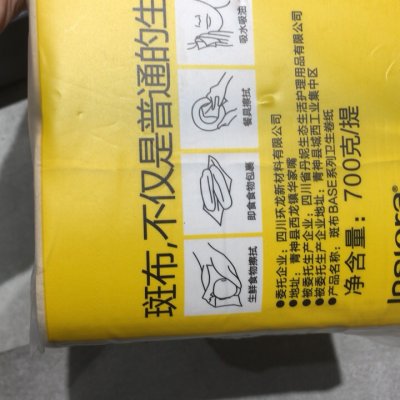 斑布，不仅是普通的生
吸水吸油
餐具擦拭
即食食物包裹
生鲜食物擦拭
●委托企业：四川环龙新材料有限公司
●地址：青神县西龙镇华家嘴
●被委托生产企业：四川省丹妮生态生活护理用品有限公司
●被委托生产企业地址：青神县城西工业集中区
●产品名称：斑布BASE系列卫生卷纸
净含量：700克/提